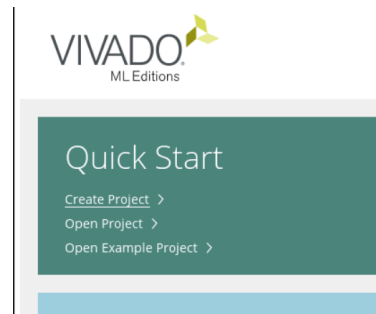 VIVADO
ML Editions
Quick Start
Create Project >
Open Project >
Open Example Project >